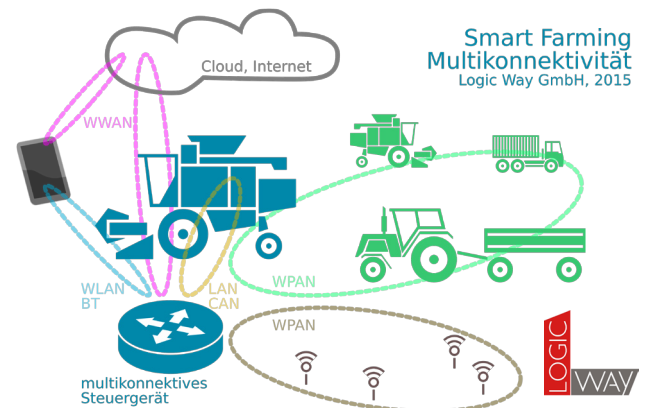 Smart Farming
Multikonnektivität
Logic Way GmbH, 2015
Cloud, Internet
WWAN
WLAN
BT
LAN
CAN
WPAN
WPAN
multikonnektives
Steuergerät
LOGIC
WAY